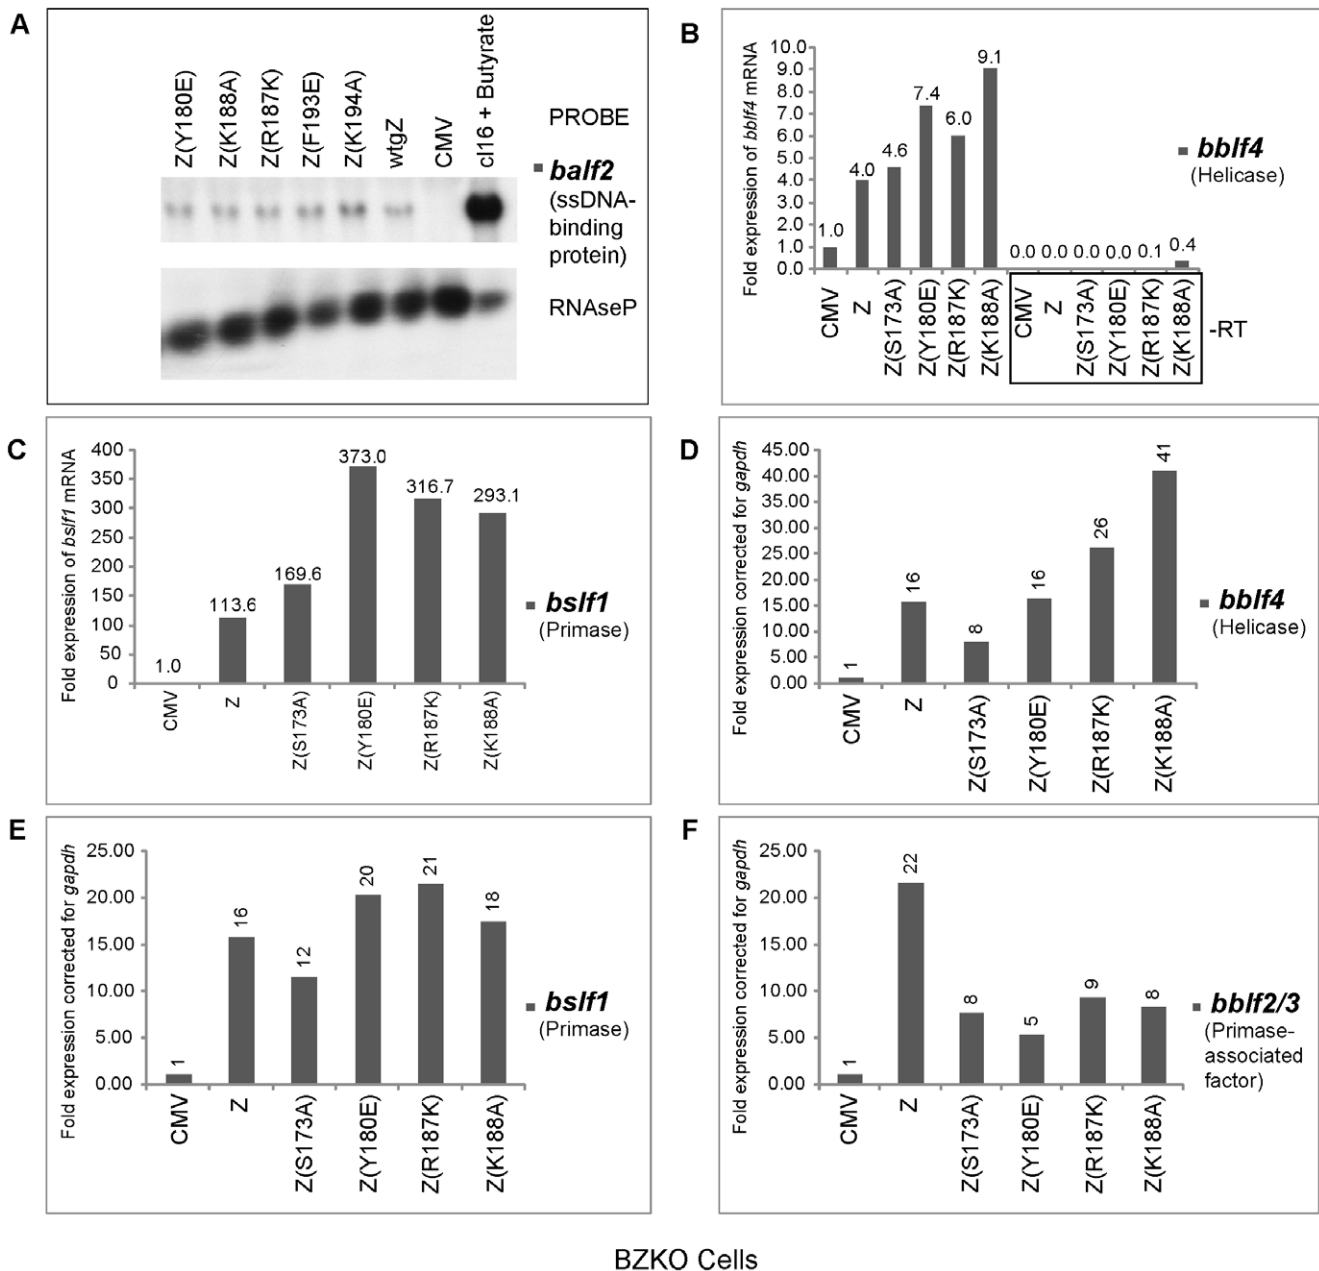 A
Z(Y180E)
Z(K188A)
Z(R187K)
Z(F193E)
Z(K194A)
wtgZ
CMV
cl16 + Butyrate
PROBE
balf2
(ssDNA-
binding
protein)
RNAseP
B
Fold expression of bblf4 mRNA
10.0
9.0
8.0
7.0
6.0
5.0
4.0
3.0
2.0
1.0
0.0
1.0
4.0
4.6
7.4
6.0
9.1
0.0
0.0
0.0
0.0
0.1
0.4
CMV
Z
Z(S173A)
Z(Y180E)
Z(R187K)
Z(K188A)
CMV
Z
Z(S173A)
Z(Y180E)
Z(R187K)
Z(K188A)
-RT
bblf4
(Helicase)
C
Fold expression of bslf1 mRNA
400
350
300
250
200
150
100
50
0
1.0
113.6
169.6
373.0
316.7
293.1
CMV
Z
Z(S173A)
Z(Y180E)
Z(R187K)
Z(K188A)
bslf1
(Primase)
D
Fold expression corrected for gapdh
45.00
40.00
35.00
30.00
25.00
20.00
15.00
10.00
5.00
0.00
1
16
8
16
26
41
CMV
Z
Z(S173A)
Z(Y180E)
Z(R187K)
Z(K188A)
bblf4
(Helicase)
E
Fold expression corrected for gapdh
25.00
20.00
15.00
10.00
5.00
0.00
1
16
12
20
21
18
CMV
Z
Z(S173A)
Z(Y180E)
Z(R187K)
Z(K188A)
bslf1
(Primase)
F
Fold expression corrected for gapdh
25.00
20.00
15.00
10.00
5.00
0.00
1
22
8
5
9
8
CMV
Z
Z(S173A)
Z(Y180E)
Z(R187K)
Z(K188A)
bblf2/3
(Primase-
associated
factor)
BZKO Cells